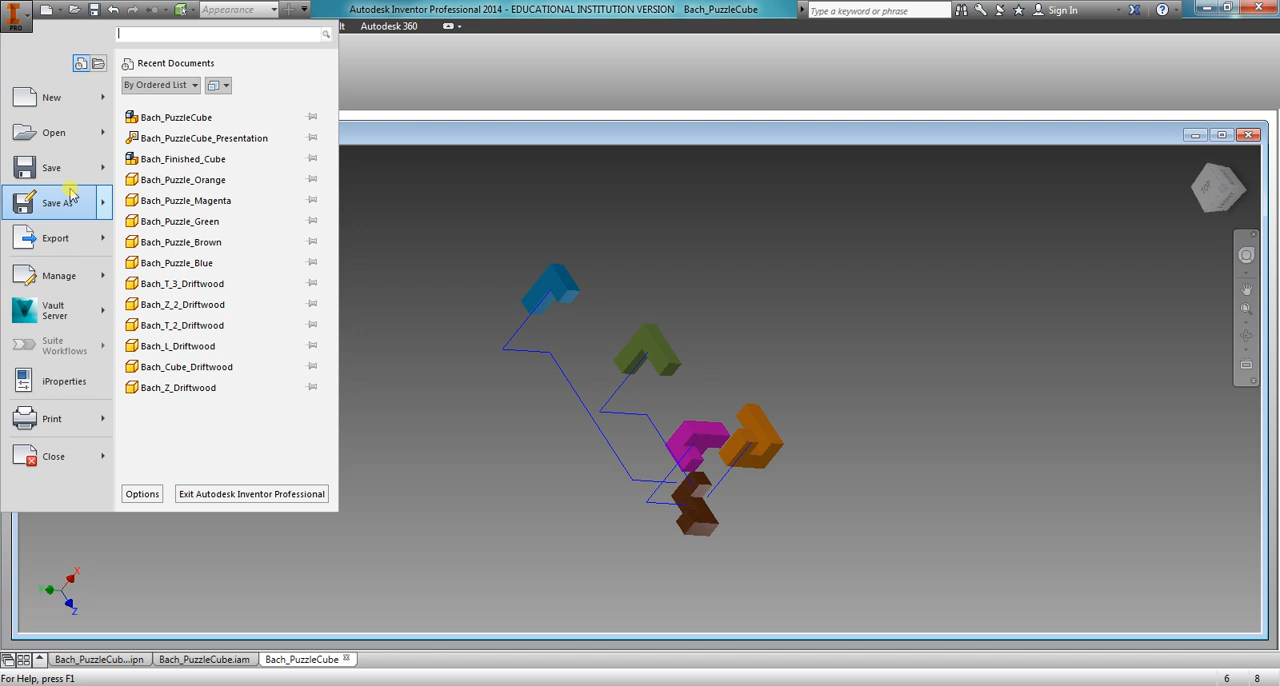 PRO
Appearance
Autodesk Inventor Professional 2014 - EDUCATIONAL INSTITUTION VERSION Bach_PuzzleCube
Type a keyword or phrase
Sign In
Autodesk 360
Recent Documents
By Ordered List
New
Open
Save
Save As
Export
Manage
Vault
Server
Suite
Workflows
iProperties
Print
Close
Bach_PuzzleCube
Bach_PuzzleCube_Presentation
Bach_Finished_Cube
Bach_Puzzle_Orange
Bach_Puzzle_Magenta
Bach_Puzzle_Green
Bach_Puzzle_Brown
Bach_Puzzle_Blue
Bach_T_3_Driftwood
Bach_Z_2_Driftwood
Bach_T_2_Driftwood
Bach_L_Driftwood
Bach_Cube_Driftwood
Bach_Z_Driftwood
Options
Exit Autodesk Inventor Professional
TOP
X
Z
Bach_PuzzleCub...ipn
Bach_PuzzleCube.iam
Bach_PuzzleCube
For Help, press F1
6 8